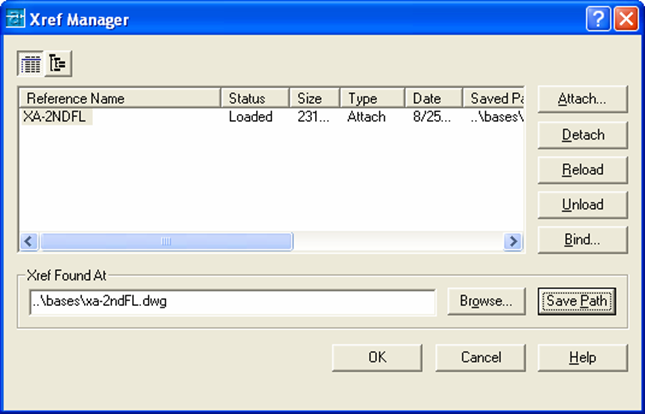 Xref Manager
Reference Name Status Size Type Date Saved Pa
XA-2NDFL Loaded 231... Attach 8/25... ..\bases\
Attach...
Detach
Reload
Unload
Bind...
Xref Found At
..\bases\xa-2ndFL.dwg
Browse...
Save Path
OK
Cancel
Help